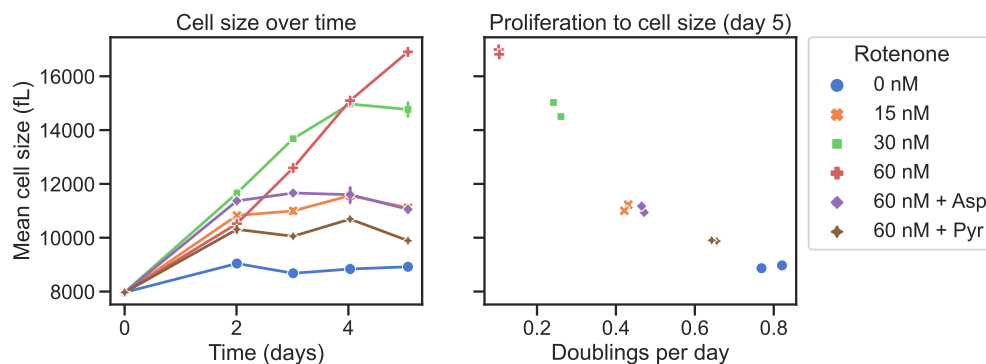 Cell size over time
Mean cell size (fL)
16000
14000
12000
10000
8000
0 2 4
Time (days)
Proliferation to cell size (day 5)
0.2 0.4 0.6 0.8
Doublings per day
Rotenone
0 nM
15 nM
30 nM
60 nM
60 nM + Asp
60 nM + Pyr